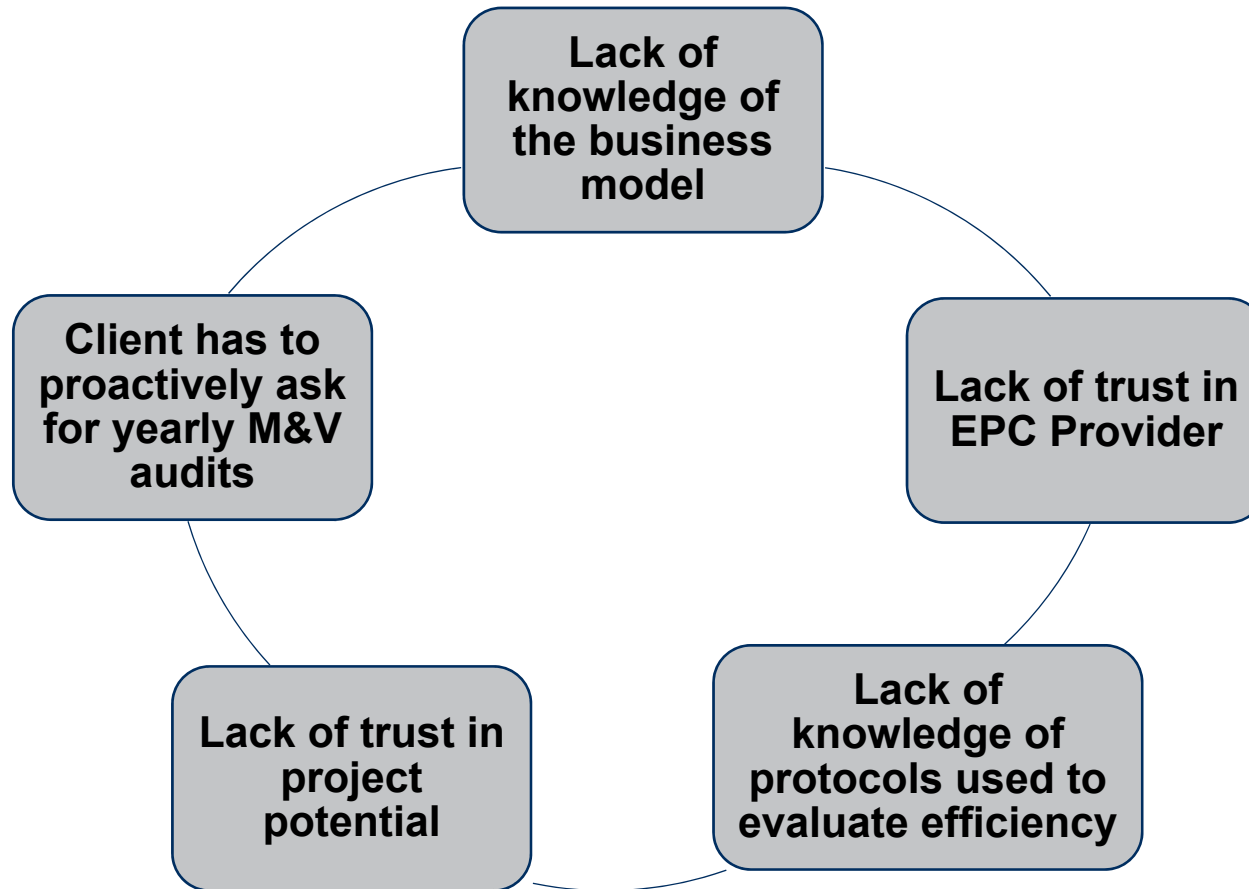 Lack of
knowledge of
the business
model
Lack of trust in
EPC Provider
Lack of
knowledge of
protocols used to
evaluate efficiency
Lack of trust in
project
potential
Client has to
proactively ask
for yearly M&V
audits